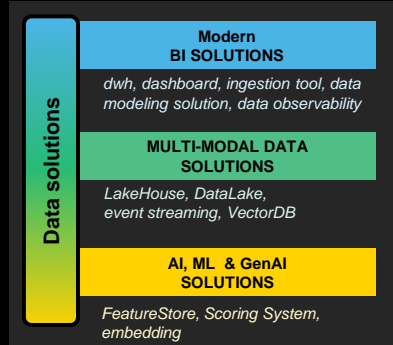 Data solutions
Modern
BI SOLUTIONS
dwh, dashboard, ingestion tool, data
modeling solution, data observability
MULTI-MODAL DATA
SOLUTIONS
LakeHouse, DataLake,
event streaming, VectorDB
AI, ML & GenAI
SOLUTIONS
FeatureStore, Scoring System,
embedding